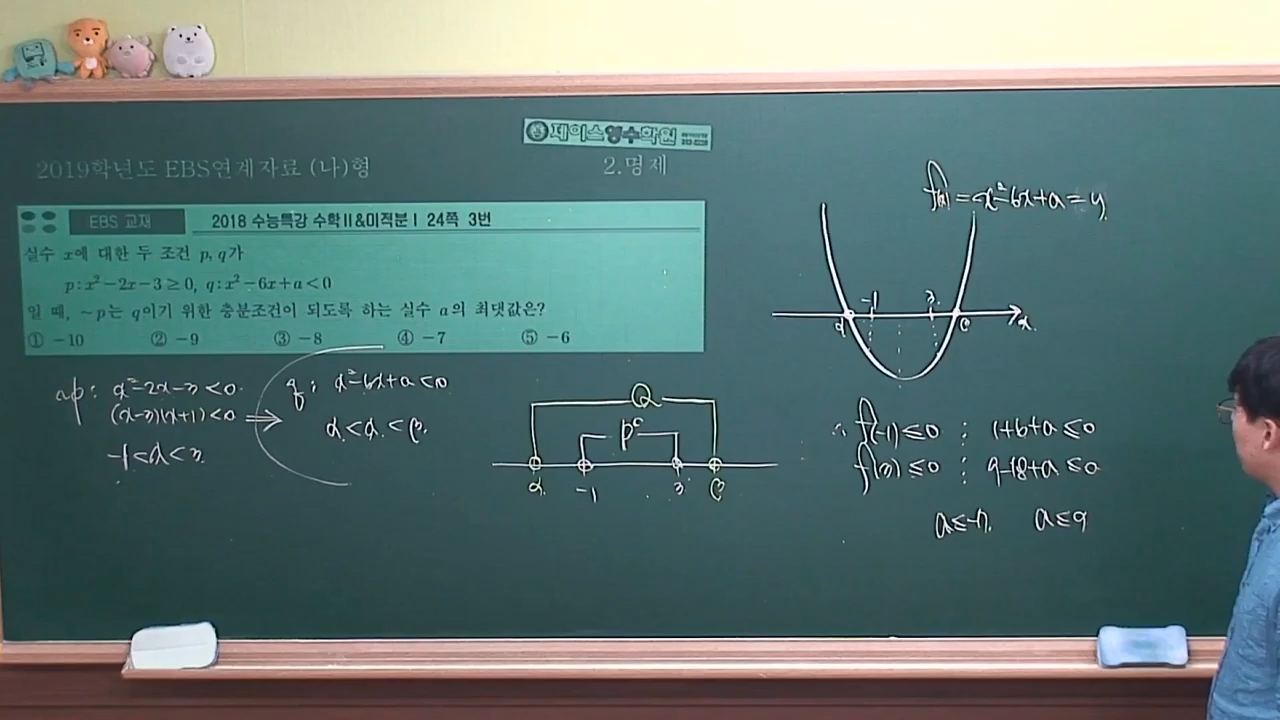 제이스영수학원
2019학년도 EBS연계자료 (나)형
2.명제
EBS 교재
2018 수능특강 수학Ⅱ&미적분Ⅰ 24쪽 3번
실수 x에 대한 두 조건 p, q가
p : x²−2x−3 ≥ 0, q : x²−6x+a < 0
일 때, ~p는 q이기 위한 충분조건이 되도록 하는 실수 a의 최댓값은?
① −10 ② −9 ③ −8 ④ −7 ⑤ −6
~p : x²−2x−3 < 0.
(x−3)(x+1) < 0
−1 < x < 3
⇒
q : x²−6x+a < 0
α < x < β.
Q
Pᶜ
α −1 3 β
f(x) = x²−6x+a = y
−1 3
α β x
∴ f(−1) ≤ 0 : 1+6+a ≤ 0
f(3) ≤ 0 : 9−18+a ≤ 0
a ≤ −7. a ≤ 9